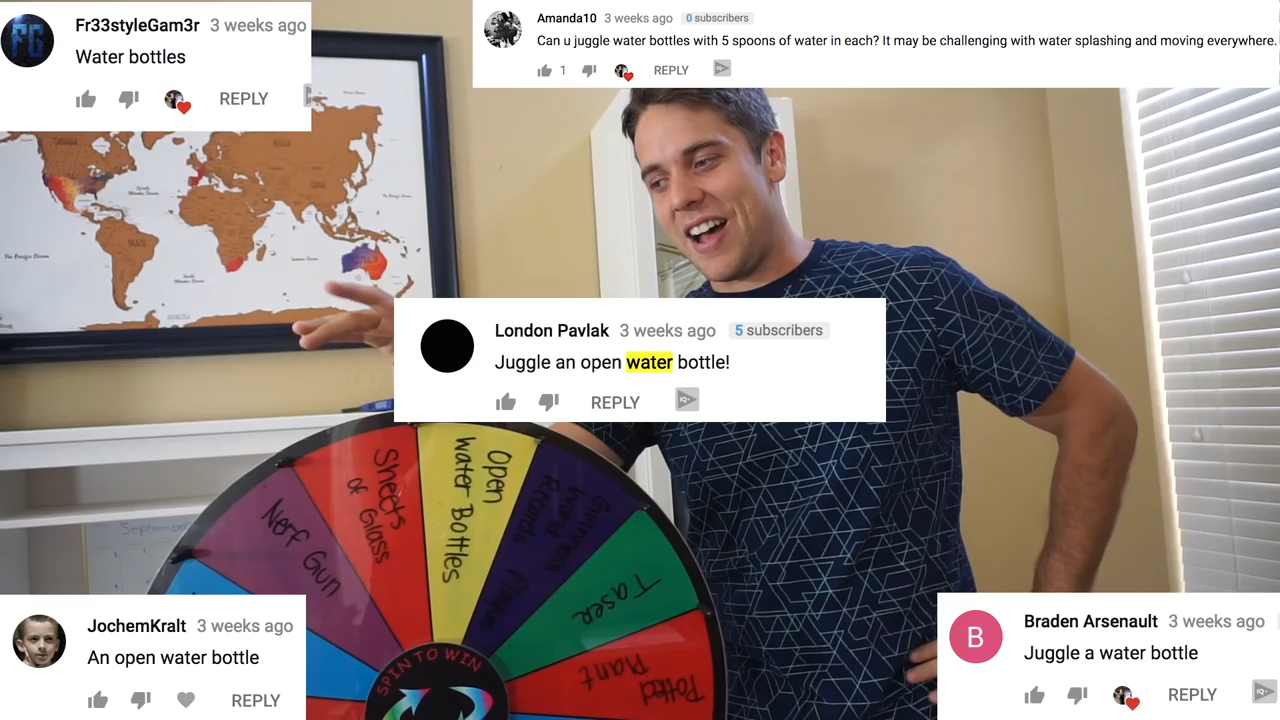 Fr33styleGam3r 3 weeks ago
Water bottles
REPLY
Amanda10 3 weeks ago 0 subscribers
Can u juggle water bottles with 5 spoons of water in each? It may be challenging with water splashing and moving everywhere.
1 REPLY
London Pavlak 3 weeks ago 5 subscribers
Juggle an open water bottle!
REPLY IQ+
Nerf Gun
Sheets
of Glass
Open
Water Bottles
Guinness
World
Records
Plaque
Taser
Potted
Plant
SPIN TO WIN
September
JochemKralt 3 weeks ago
An open water bottle
REPLY
B
Braden Arsenault 3 weeks ago
Juggle a water bottle
REPLY IQ+